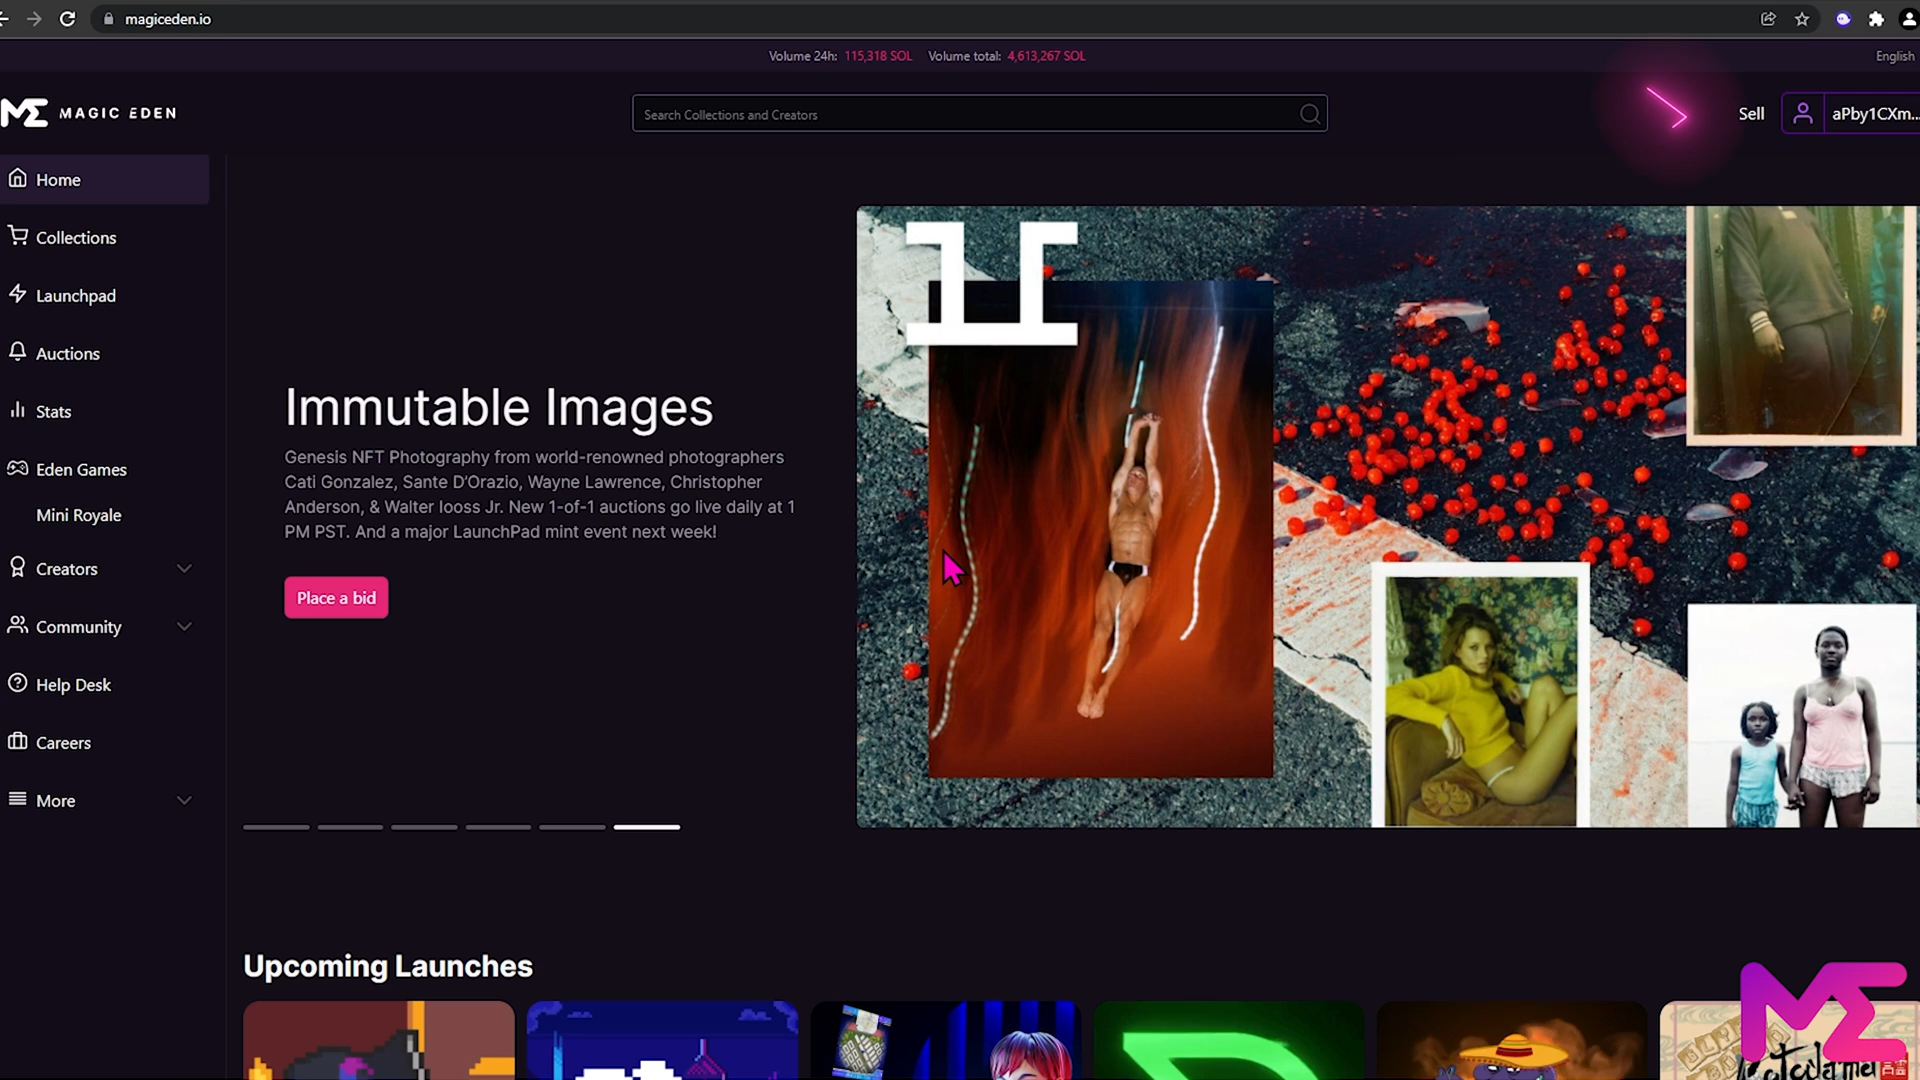 magiceden.io
Volume 24h: 115,318 SOL Volume total: 4,613,267 SOL
English
MAGIC EDEN
Search Collections and Creators
Sell
aPby1CXm...
Home
Collections
Launchpad
Auctions
Stats
Eden Games
Mini Royale
Creators
Community
Help Desk
Careers
More
Immutable Images
Genesis NFT Photography from world-renowned photographers
Cati Gonzalez, Sante D'Orazio, Wayne Lawrence, Christopher
Anderson, & Walter Iooss Jr. New 1-of-1 auctions go live daily at 1
PM PST. And a major LaunchPad mint event next week!
Place a bid
Upcoming Launches